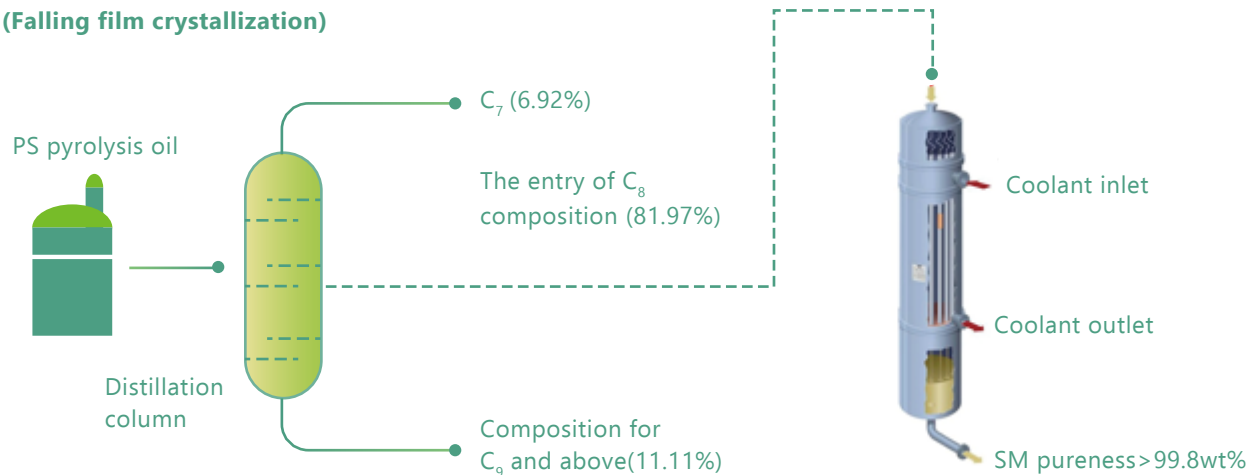 (Falling film crystallization)
PS pyrolysis oil
C₇ (6.92%)
The entry of C₈
composition (81.97%)
Coolant inlet
Coolant outlet
Distillation
column
Composition for
C₉ and above(11.11%)
SM pureness>99.8wt%